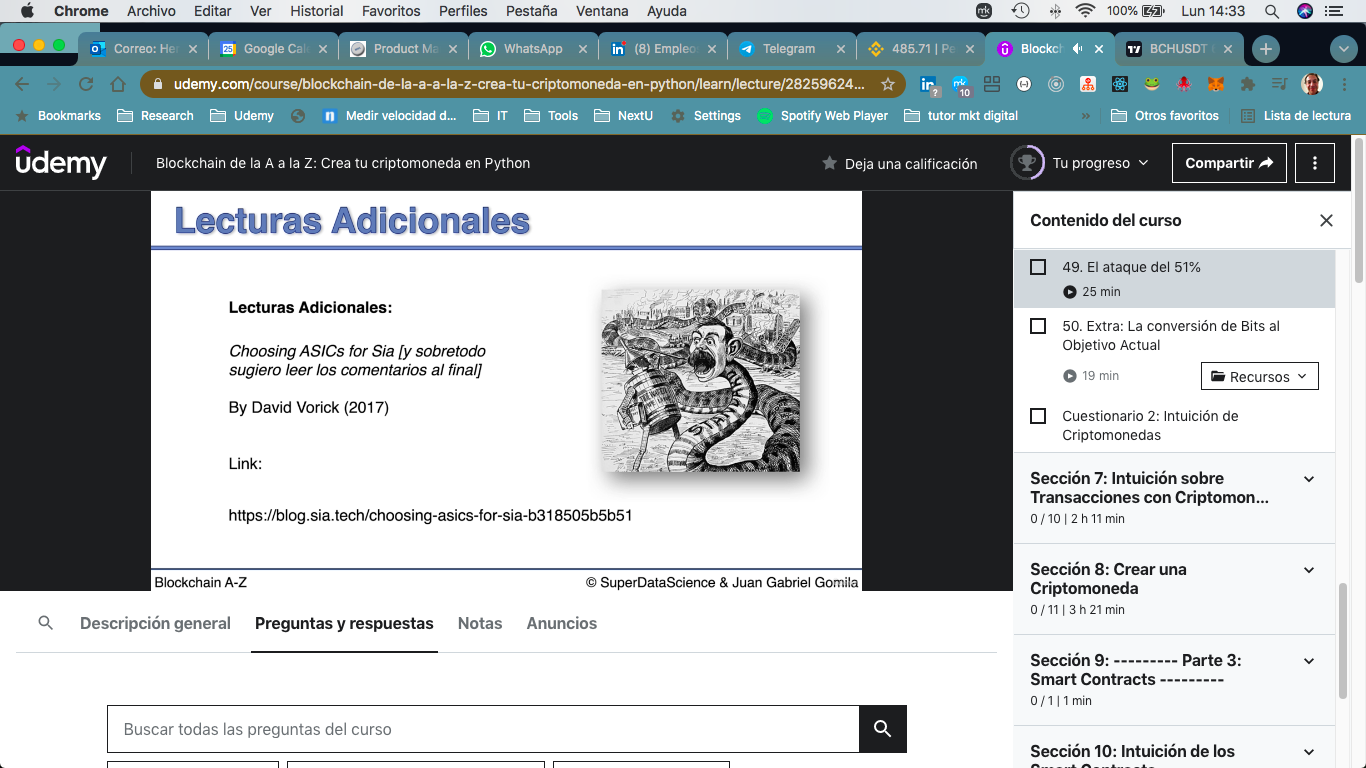 Chrome Archivo Editar Ver Historial Favoritos Perfiles Pestaña Ventana Ayuda
100% Lun 14:33
Correo: Her
Google Cale
Product Ma
WhatsApp
(8) Empleos
Telegram
485.71 | Pe
Blockch
BCHUSDT
udemy.com/course/blockchain-de-la-a-a-la-z-crea-tu-criptomoneda-en-python/learn/lecture/28259624...
? 10
Bookmarks Research Udemy Medir velocidad d... IT Tools NextU Settings Spotify Web Player tutor mkt digital » Otros favoritos Lista de lectura
udemy
Blockchain de la A a la Z: Crea tu criptomoneda en Python
Deja una calificación
Tu progreso
Compartir
Lecturas Adicionales
Lecturas Adicionales:
Choosing ASICs for Sia [y sobretodo
sugiero leer los comentarios al final]
By David Vorick (2017)
Link:
https://blog.sia.tech/choosing-asics-for-sia-b318505b5b51
Blockchain A-Z
© SuperDataScience & Juan Gabriel Gomila
Descripción general
Preguntas y respuestas
Notas
Anuncios
Buscar todas las preguntas del curso
Contenido del curso
49. El ataque del 51%
25 min
50. Extra: La conversión de Bits al
Objetivo Actual
19 min
Recursos
Cuestionario 2: Intuición de
Criptomonedas
Sección 7: Intuición sobre
Transacciones con Criptomon...
0 / 10 | 2 h 11 min
Sección 8: Crear una
Criptomoneda
0 / 11 | 3 h 21 min
Sección 9: --------- Parte 3:
Smart Contracts ---------
0 / 1 | 1 min
Sección 10: Intuición de los
Smart Contracts